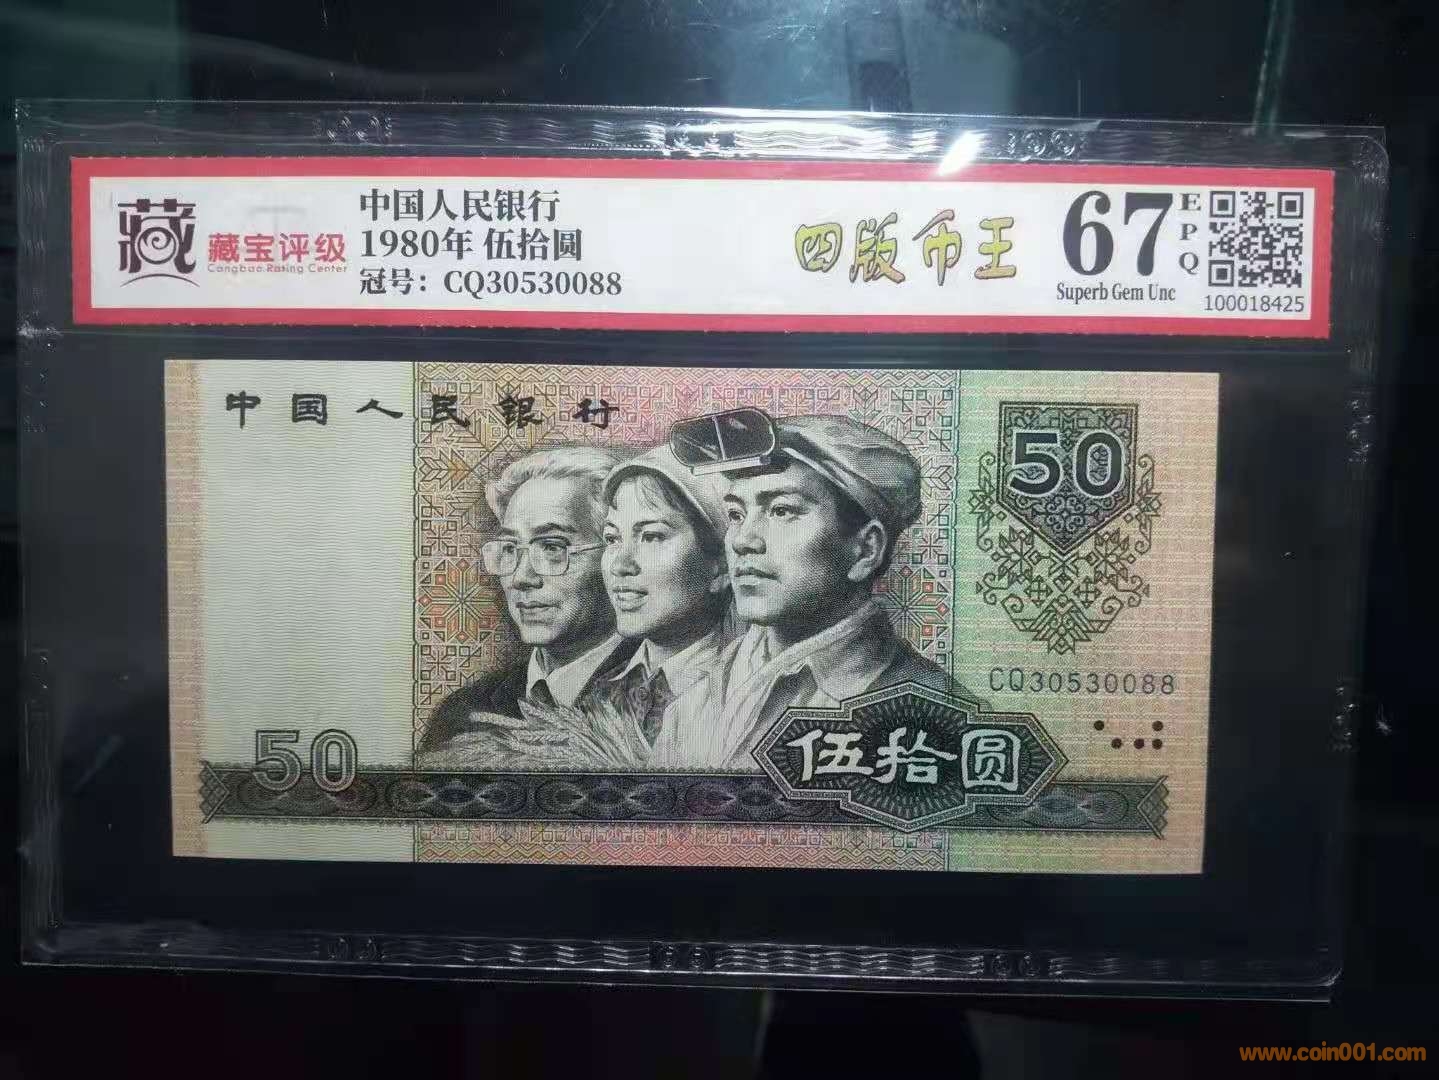 藏
藏宝评级
Cangbao Rating Center
中国人民银行
1980年 伍拾圆
冠号：CQ30530088
四版币王
67
EPQ
Superb Gem Unc
100018425
中国人民银行
50
CQ30530088
50
伍拾圆
www.coin001.com